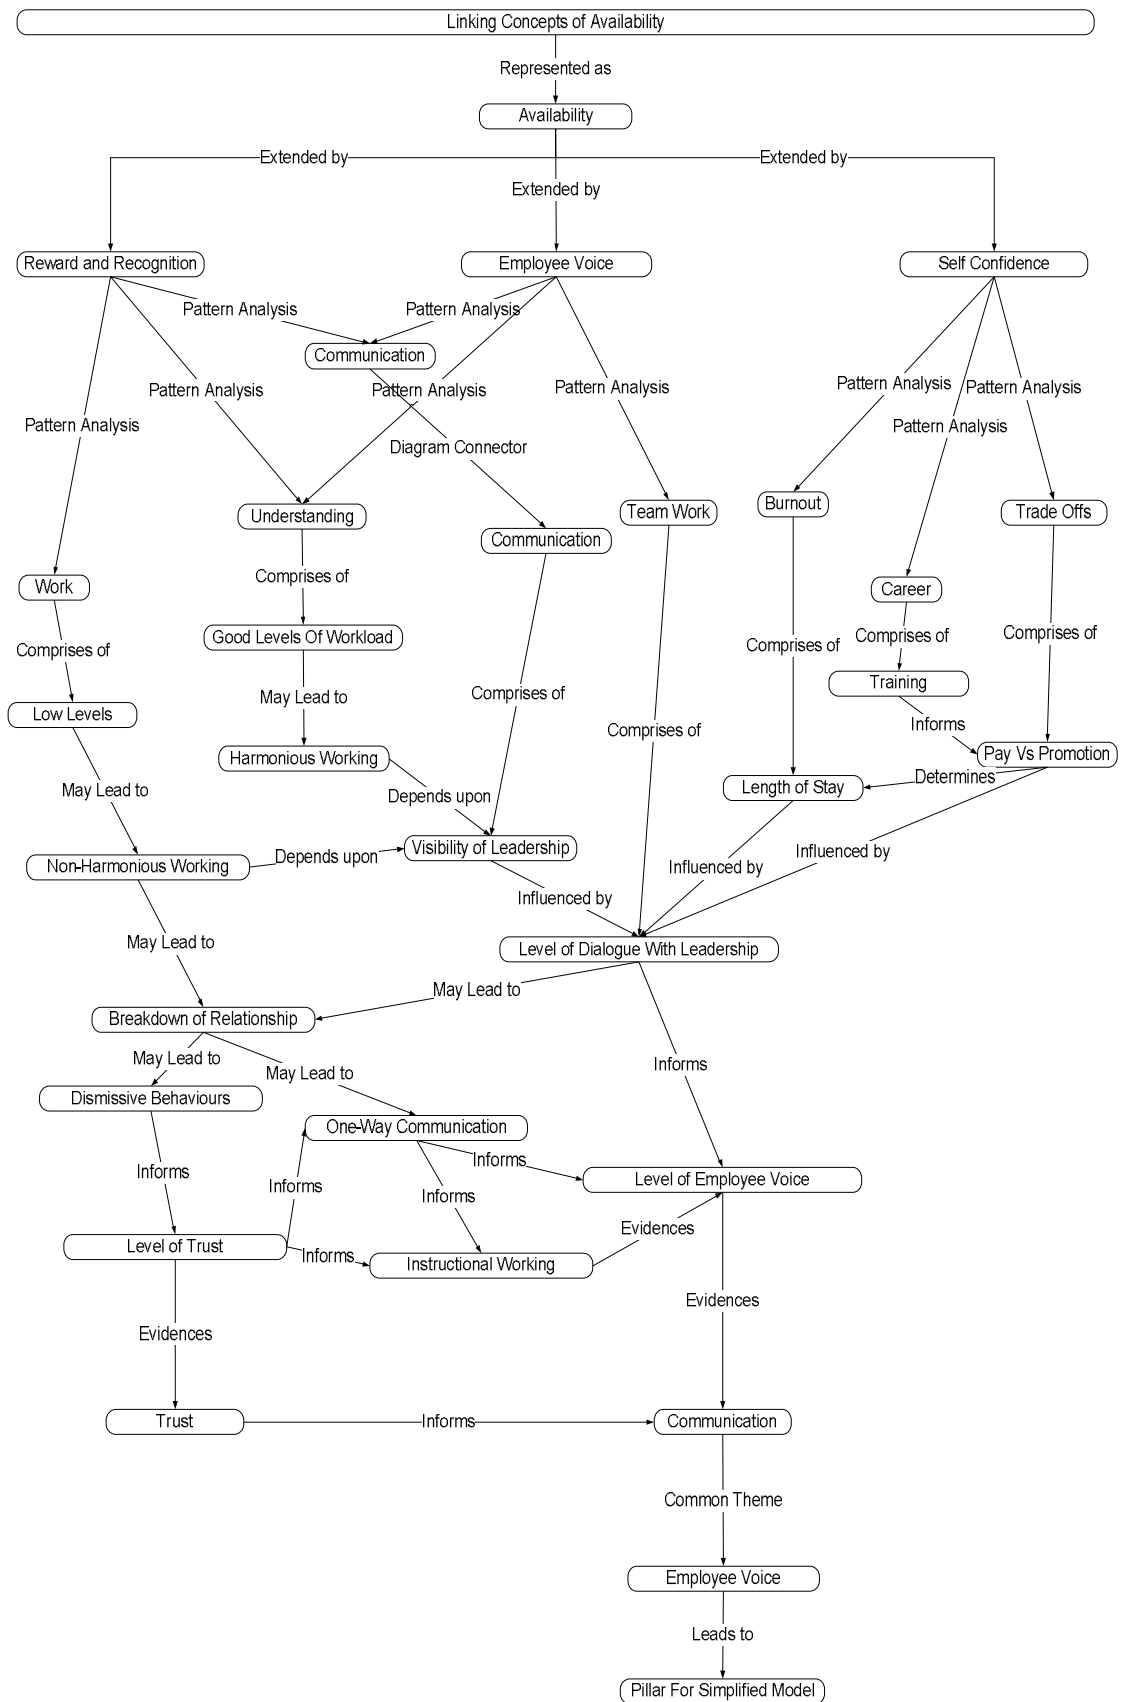 Linking Concepts of Availability
Represented as
Availability
Extended by
Extended by
Extended by
Reward and Recognition
Employee Voice
Self Confidence
Pattern Analysis
Pattern Analysis
Communication
Pattern Analysis
Pattern Analysis
Pattern Analysis
Pattern Analysis
Pattern Analysis
Pattern Analysis
Pattern Analysis
Diagram Connector
Burnout
Understanding
Team Work
Trade Offs
Communication
Comprises of
Work
Career
Good Levels Of Workload
Comprises of
Comprises of
Comprises of
Comprises of
Training
May Lead to
Comprises of
Low Levels
Informs
Comprises of
Harmonious Working
Pay Vs Promotion
May Lead to
Depends upon
Length of Stay
Determines
Visibility of Leadership
Non-Harmonious Working
Depends upon
Influenced by
Influenced by
Influenced by
May Lead to
Level of Dialogue With Leadership
May Lead to
Breakdown of Relationship
May Lead to
May Lead to
Informs
Dismissive Behaviours
One-Way Communication
Informs
Informs
Level of Employee Voice
Informs
Informs
Evidences
Level of Trust
Informs
Instructional Working
Evidences
Evidences
Trust
Informs
Communication
Common Theme
Employee Voice
Leads to
Pillar For Simplified Model